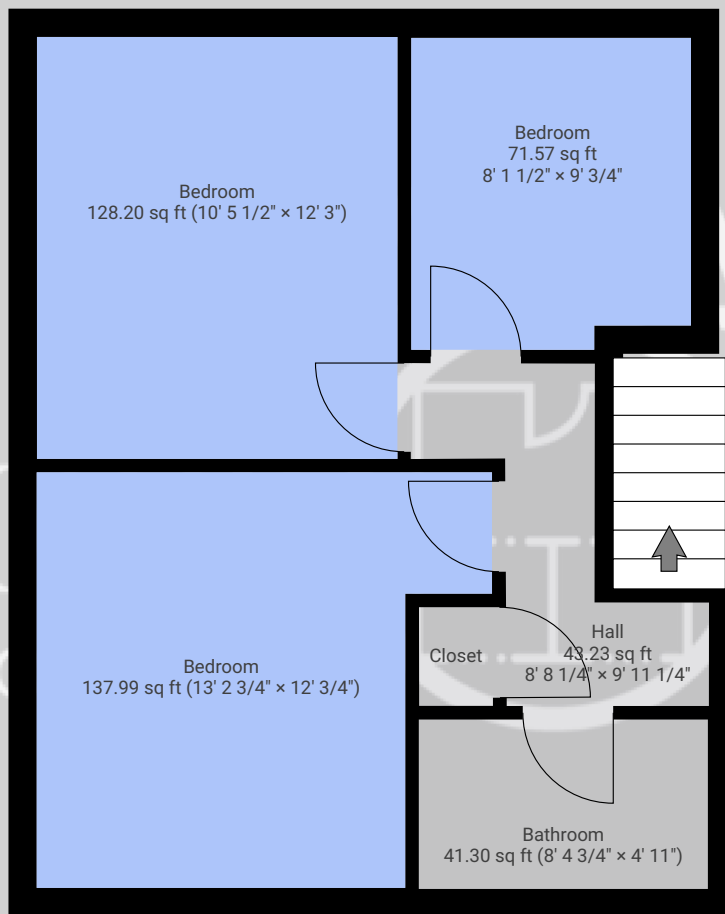 Bedroom
128.20 sq ft (10' 5 1/2" × 12' 3")
Bedroom
71.57 sq ft
8' 1 1/2" × 9' 3/4"
Bedroom
137.99 sq ft (13' 2 3/4" × 12' 3/4")
Closet
Hall
43.23 sq ft
8' 8 1/4" × 9' 11 1/4"
Bathroom
41.30 sq ft (8' 4 3/4" × 4' 11")